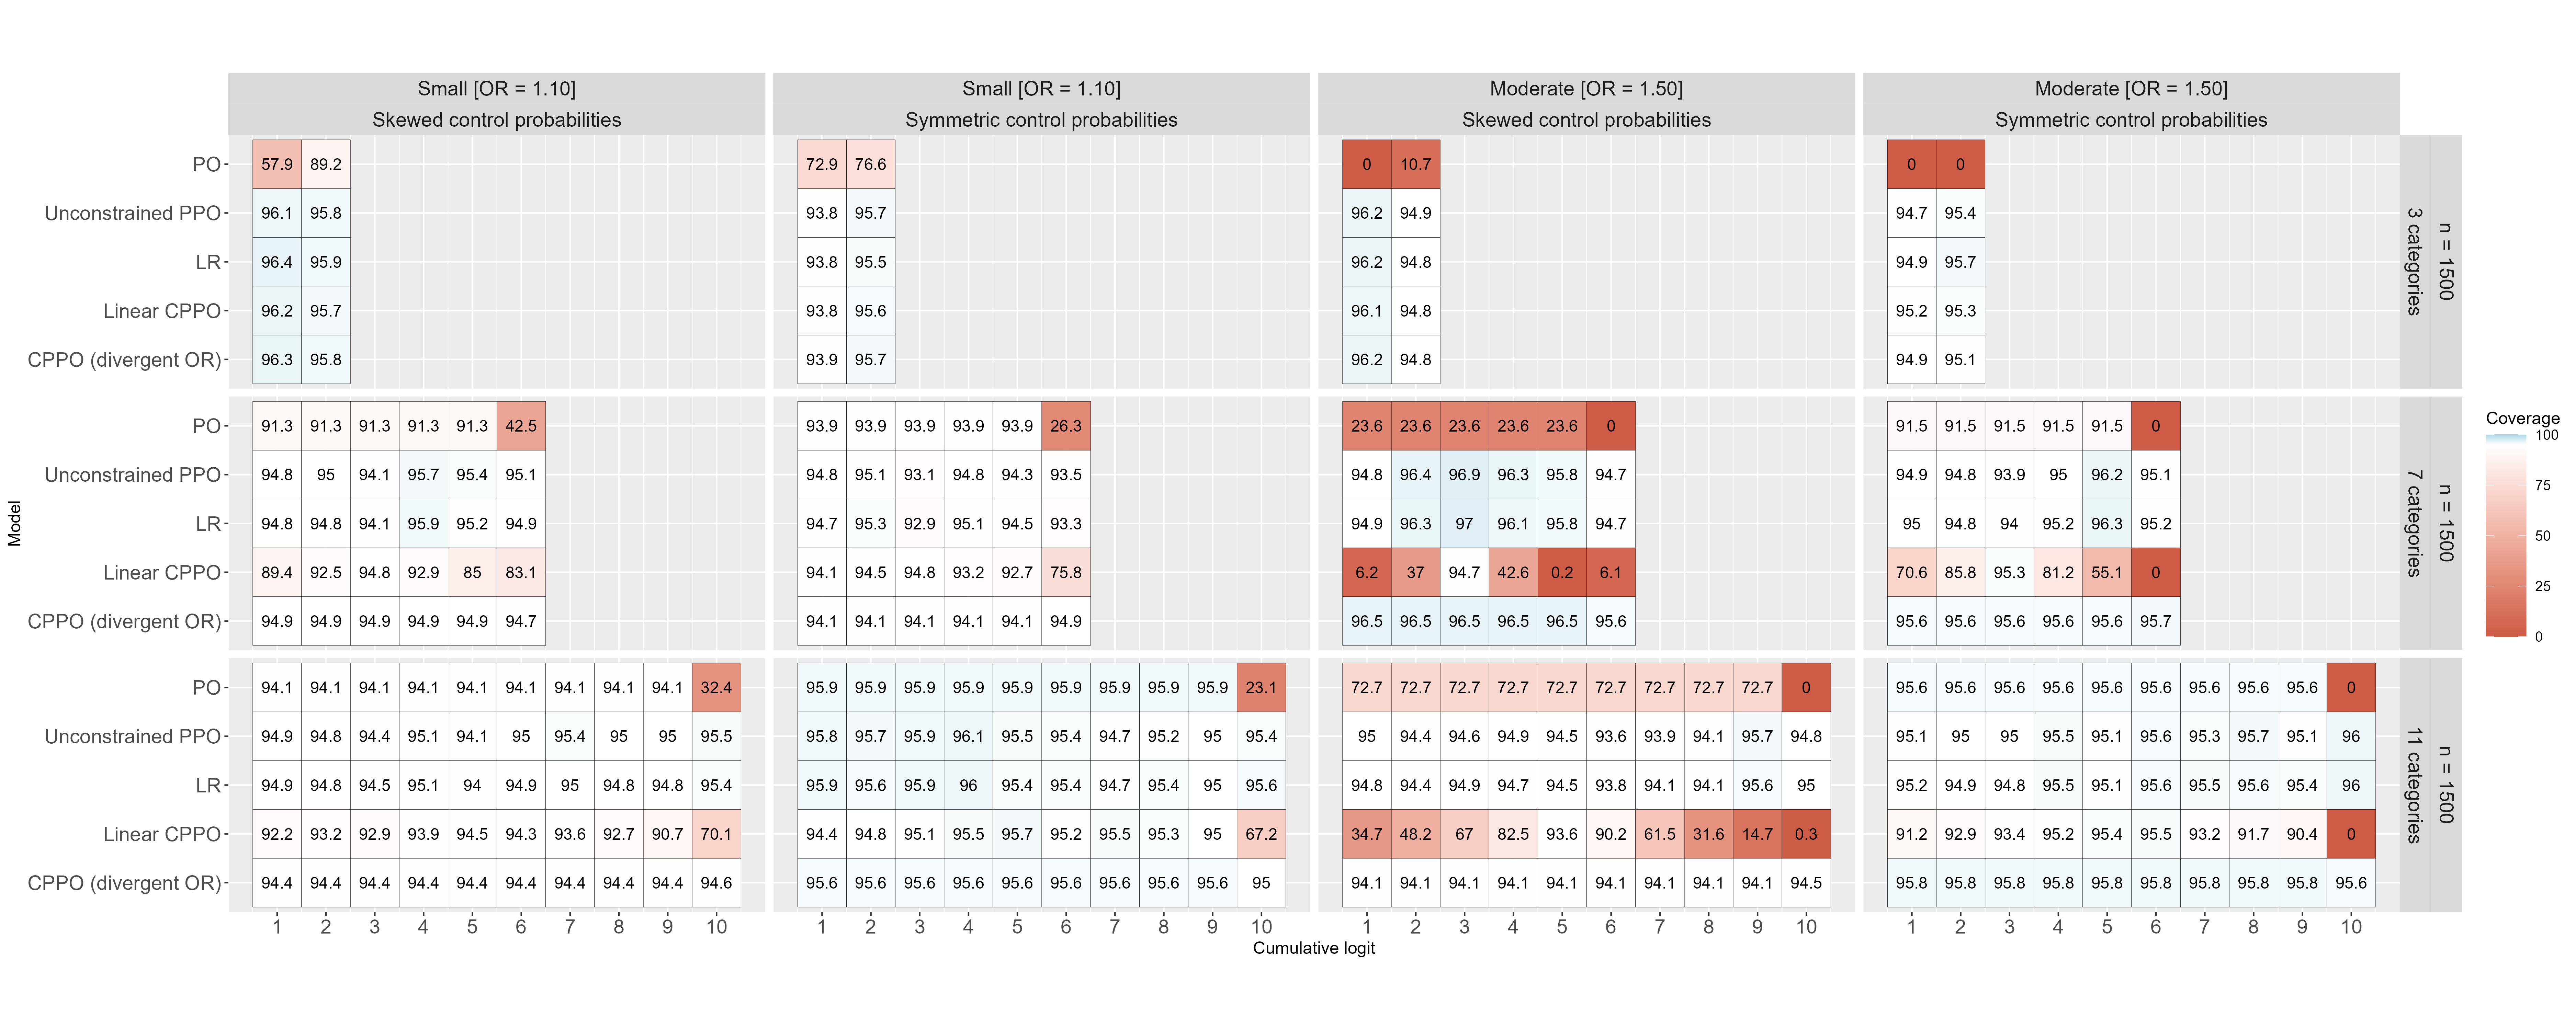 Small [OR = 1.10] Small [OR = 1.10] Moderate [OR = 1.50] Moderate [OR = 1.50]
Skewed control probabilities Symmetric control probabilities Skewed control probabilities Symmetric control probabilities
PO 57.9 89.2 72.9 76.6 0 10.7 0 0
Unconstrained PPO 96.1 95.8 93.8 95.7 96.2 94.9 94.7 95.4
LR 96.4 95.9 93.8 95.5 96.2 94.8 94.9 95.7
Linear CPPO 96.2 95.7 93.8 95.6 96.1 94.8 95.2 95.3
CPPO (divergent OR) 96.3 95.8 93.9 95.7 96.2 94.8 94.9 95.1
n = 1500
3 categories
PO 91.3 91.3 91.3 91.3 91.3 42.5 93.9 93.9 93.9 93.9 93.9 26.3 23.6 23.6 23.6 23.6 23.6 0 91.5 91.5 91.5 91.5 91.5 0
Unconstrained PPO 94.8 95 94.1 95.7 95.4 95.1 94.8 95.1 93.1 94.8 94.3 93.5 94.8 96.4 96.9 96.3 95.8 94.7 94.9 94.8 93.9 95 96.2 95.1
LR 94.8 94.8 94.1 95.9 95.2 94.9 94.7 95.3 92.9 95.1 94.5 93.3 94.9 96.3 97 96.1 95.8 94.7 95 94.8 94 95.2 96.3 95.2
Linear CPPO 89.4 92.5 94.8 92.9 85 83.1 94.1 94.5 94.8 93.2 92.7 75.8 6.2 37 94.7 42.6 0.2 6.1 70.6 85.8 95.3 81.2 55.1 0
CPPO (divergent OR) 94.9 94.9 94.9 94.9 94.9 94.7 94.1 94.1 94.1 94.1 94.1 94.9 96.5 96.5 96.5 96.5 96.5 95.6 95.6 95.6 95.6 95.6 95.6 95.7
n = 1500
7 categories
PO 94.1 94.1 94.1 94.1 94.1 94.1 94.1 94.1 94.1 32.4 95.9 95.9 95.9 95.9 95.9 95.9 95.9 95.9 95.9 23.1 72.7 72.7 72.7 72.7 72.7 72.7 72.7 72.7 72.7 0 95.6 95.6 95.6 95.6 95.6 95.6 95.6 95.6 95.6 0
Unconstrained PPO 94.9 94.8 94.4 95.1 94.1 95 95.4 95 95 95.5 95.8 95.7 95.9 96.1 95.5 95.4 94.7 95.2 95 95.4 95 94.4 94.6 94.9 94.5 93.6 93.9 94.1 95.7 94.8 95.1 95 95 95.5 95.1 95.6 95.3 95.7 95.1 96
LR 94.9 94.8 94.5 95.1 94 94.9 95 94.8 94.8 95.4 95.9 95.6 95.9 96 95.4 95.4 94.7 95.4 95 95.6 94.8 94.4 94.9 94.7 94.5 93.8 94.1 94.1 95.6 95 95.2 94.9 94.8 95.5 95.1 95.6 95.5 95.6 95.4 96
Linear CPPO 92.2 93.2 92.9 93.9 94.5 94.3 93.6 92.7 90.7 70.1 94.4 94.8 95.1 95.5 95.7 95.2 95.5 95.3 95 67.2 34.7 48.2 67 82.5 93.6 90.2 61.5 31.6 14.7 0.3 91.2 92.9 93.4 95.2 95.4 95.5 93.2 91.7 90.4 0
CPPO (divergent OR) 94.4 94.4 94.4 94.4 94.4 94.4 94.4 94.4 94.4 94.6 95.6 95.6 95.6 95.6 95.6 95.6 95.6 95.6 95.6 95 94.1 94.1 94.1 94.1 94.1 94.1 94.1 94.1 94.1 94.5 95.8 95.8 95.8 95.8 95.8 95.8 95.8 95.8 95.8 95.6
n = 1500
11 categories
1 2 3 4 5 6 7 8 9 10 1 2 3 4 5 6 7 8 9 10 1 2 3 4 5 6 7 8 9 10 1 2 3 4 5 6 7 8 9 10
Cumulative logit
Model
Coverage
100
75
50
25
0